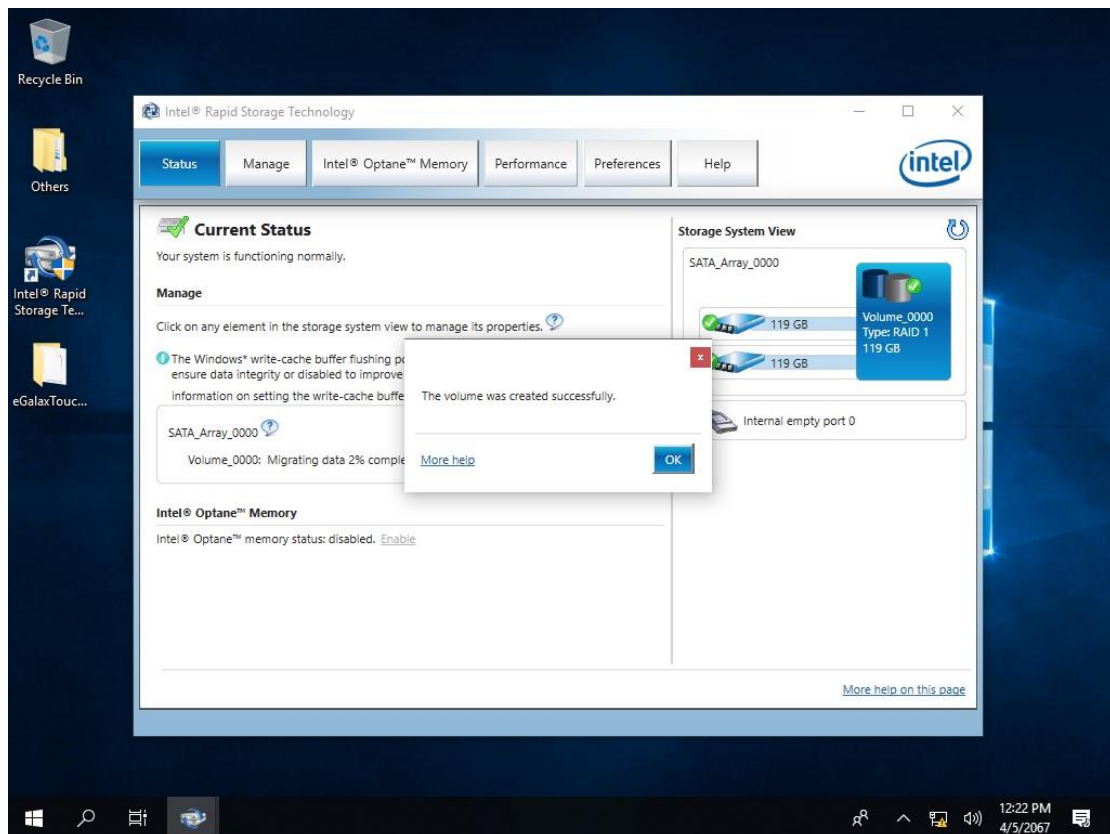 Recycle Bin
Others
Intel® Rapid
Storage Te...
eGalaxTouc...
Intel® Rapid Storage Technology
Status
Manage
Intel® Optane™ Memory
Performance
Preferences
Help
intel
Current Status
Your system is functioning normally.
Manage
Click on any element in the storage system view to manage its properties.
The Windows* write-cache buffer flushing
ensure data integrity or disabled to improve
information on setting the write-cache buffe
SATA_Array_0000
Volume_0000: Migrating data 2% comple
Intel® Optane™ Memory
Intel® Optane™ memory status: disabled. Enable
The volume was created successfully.
More help
OK
Storage System View
SATA_Array_0000
119 GB
119 GB
Volume_0000
Type: RAID 1
119 GB
Internal empty port 0
More help on this page
12:22 PM
4/5/2067